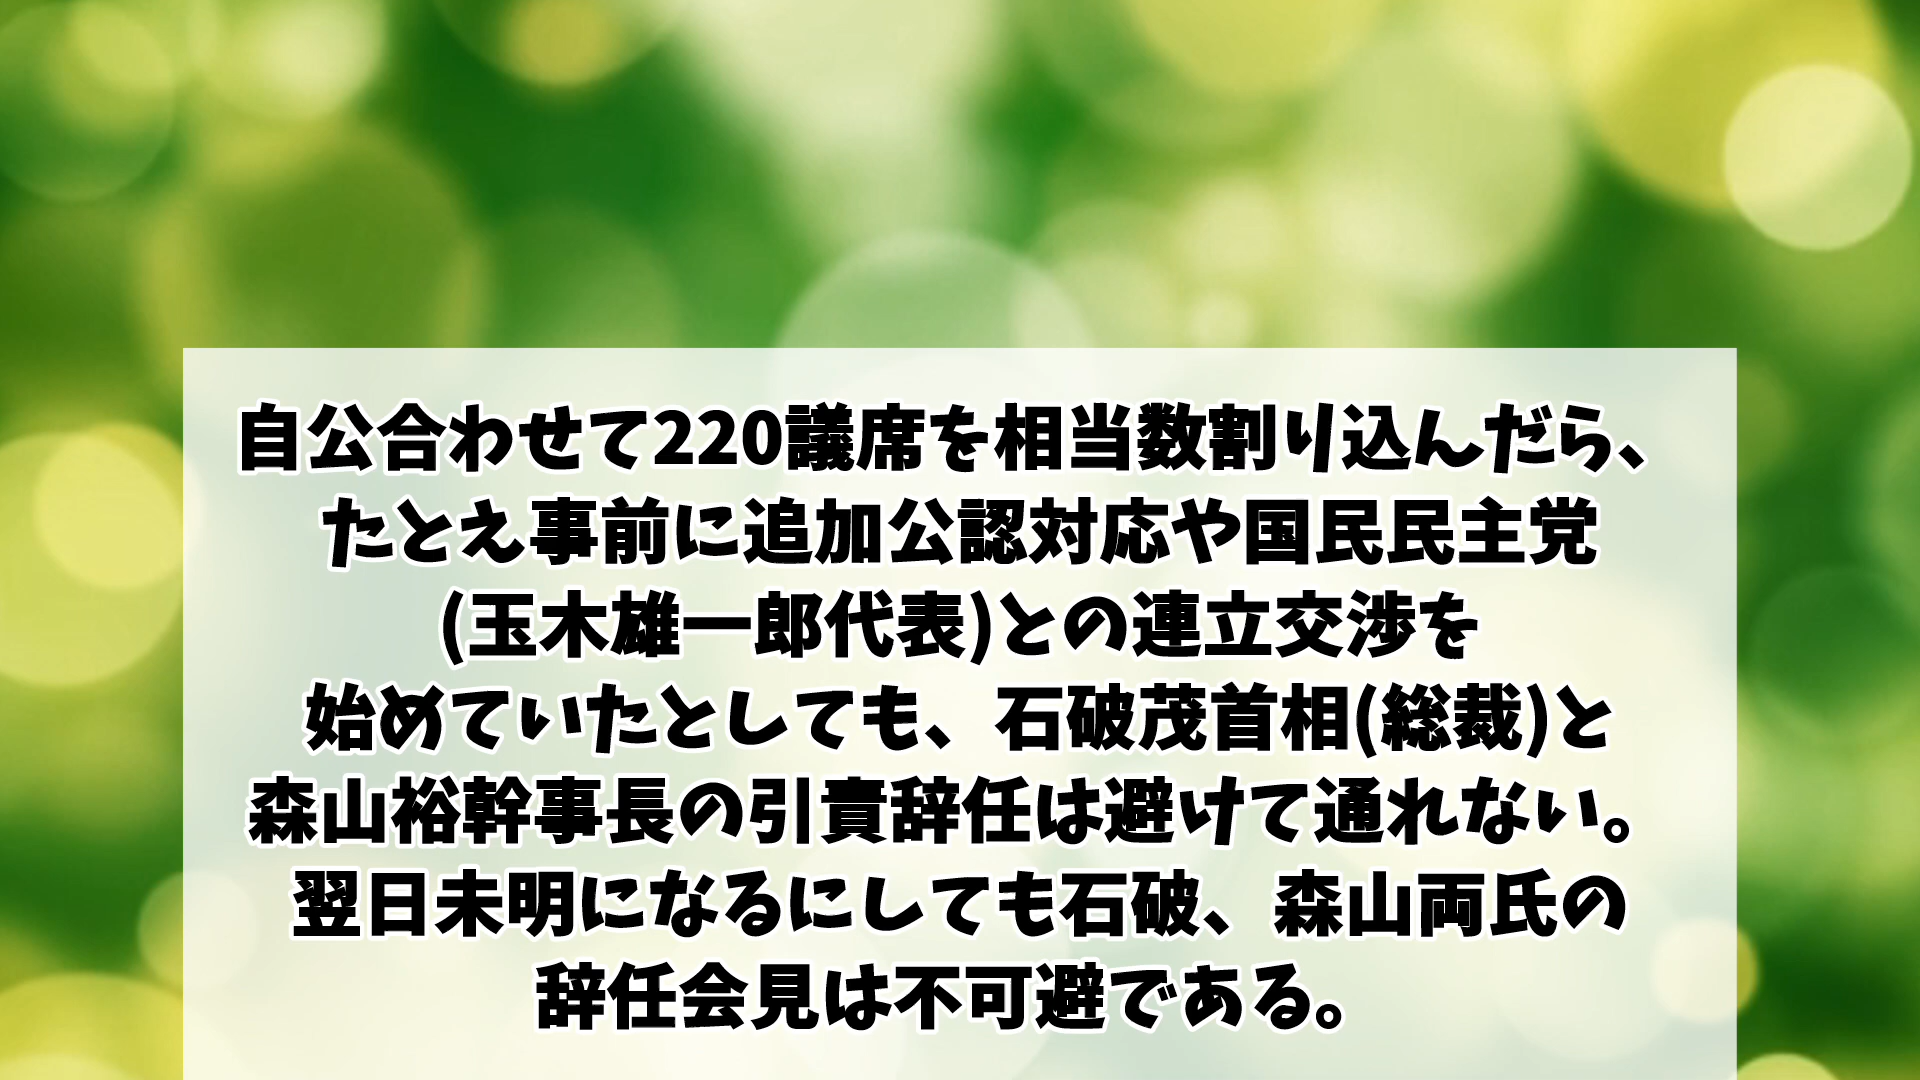 自公合わせて220議席を相当数割り込んだら、
たとえ事前に追加公認対応や国民民主党
(玉木雄一郎代表)との連立交渉を
始めていたとしても、石破茂首相(総裁)と
森山裕幹事長の引責辞任は避けて通れない。
翌日未明になるにしても石破、森山両氏の
辞任会見は不可避である。